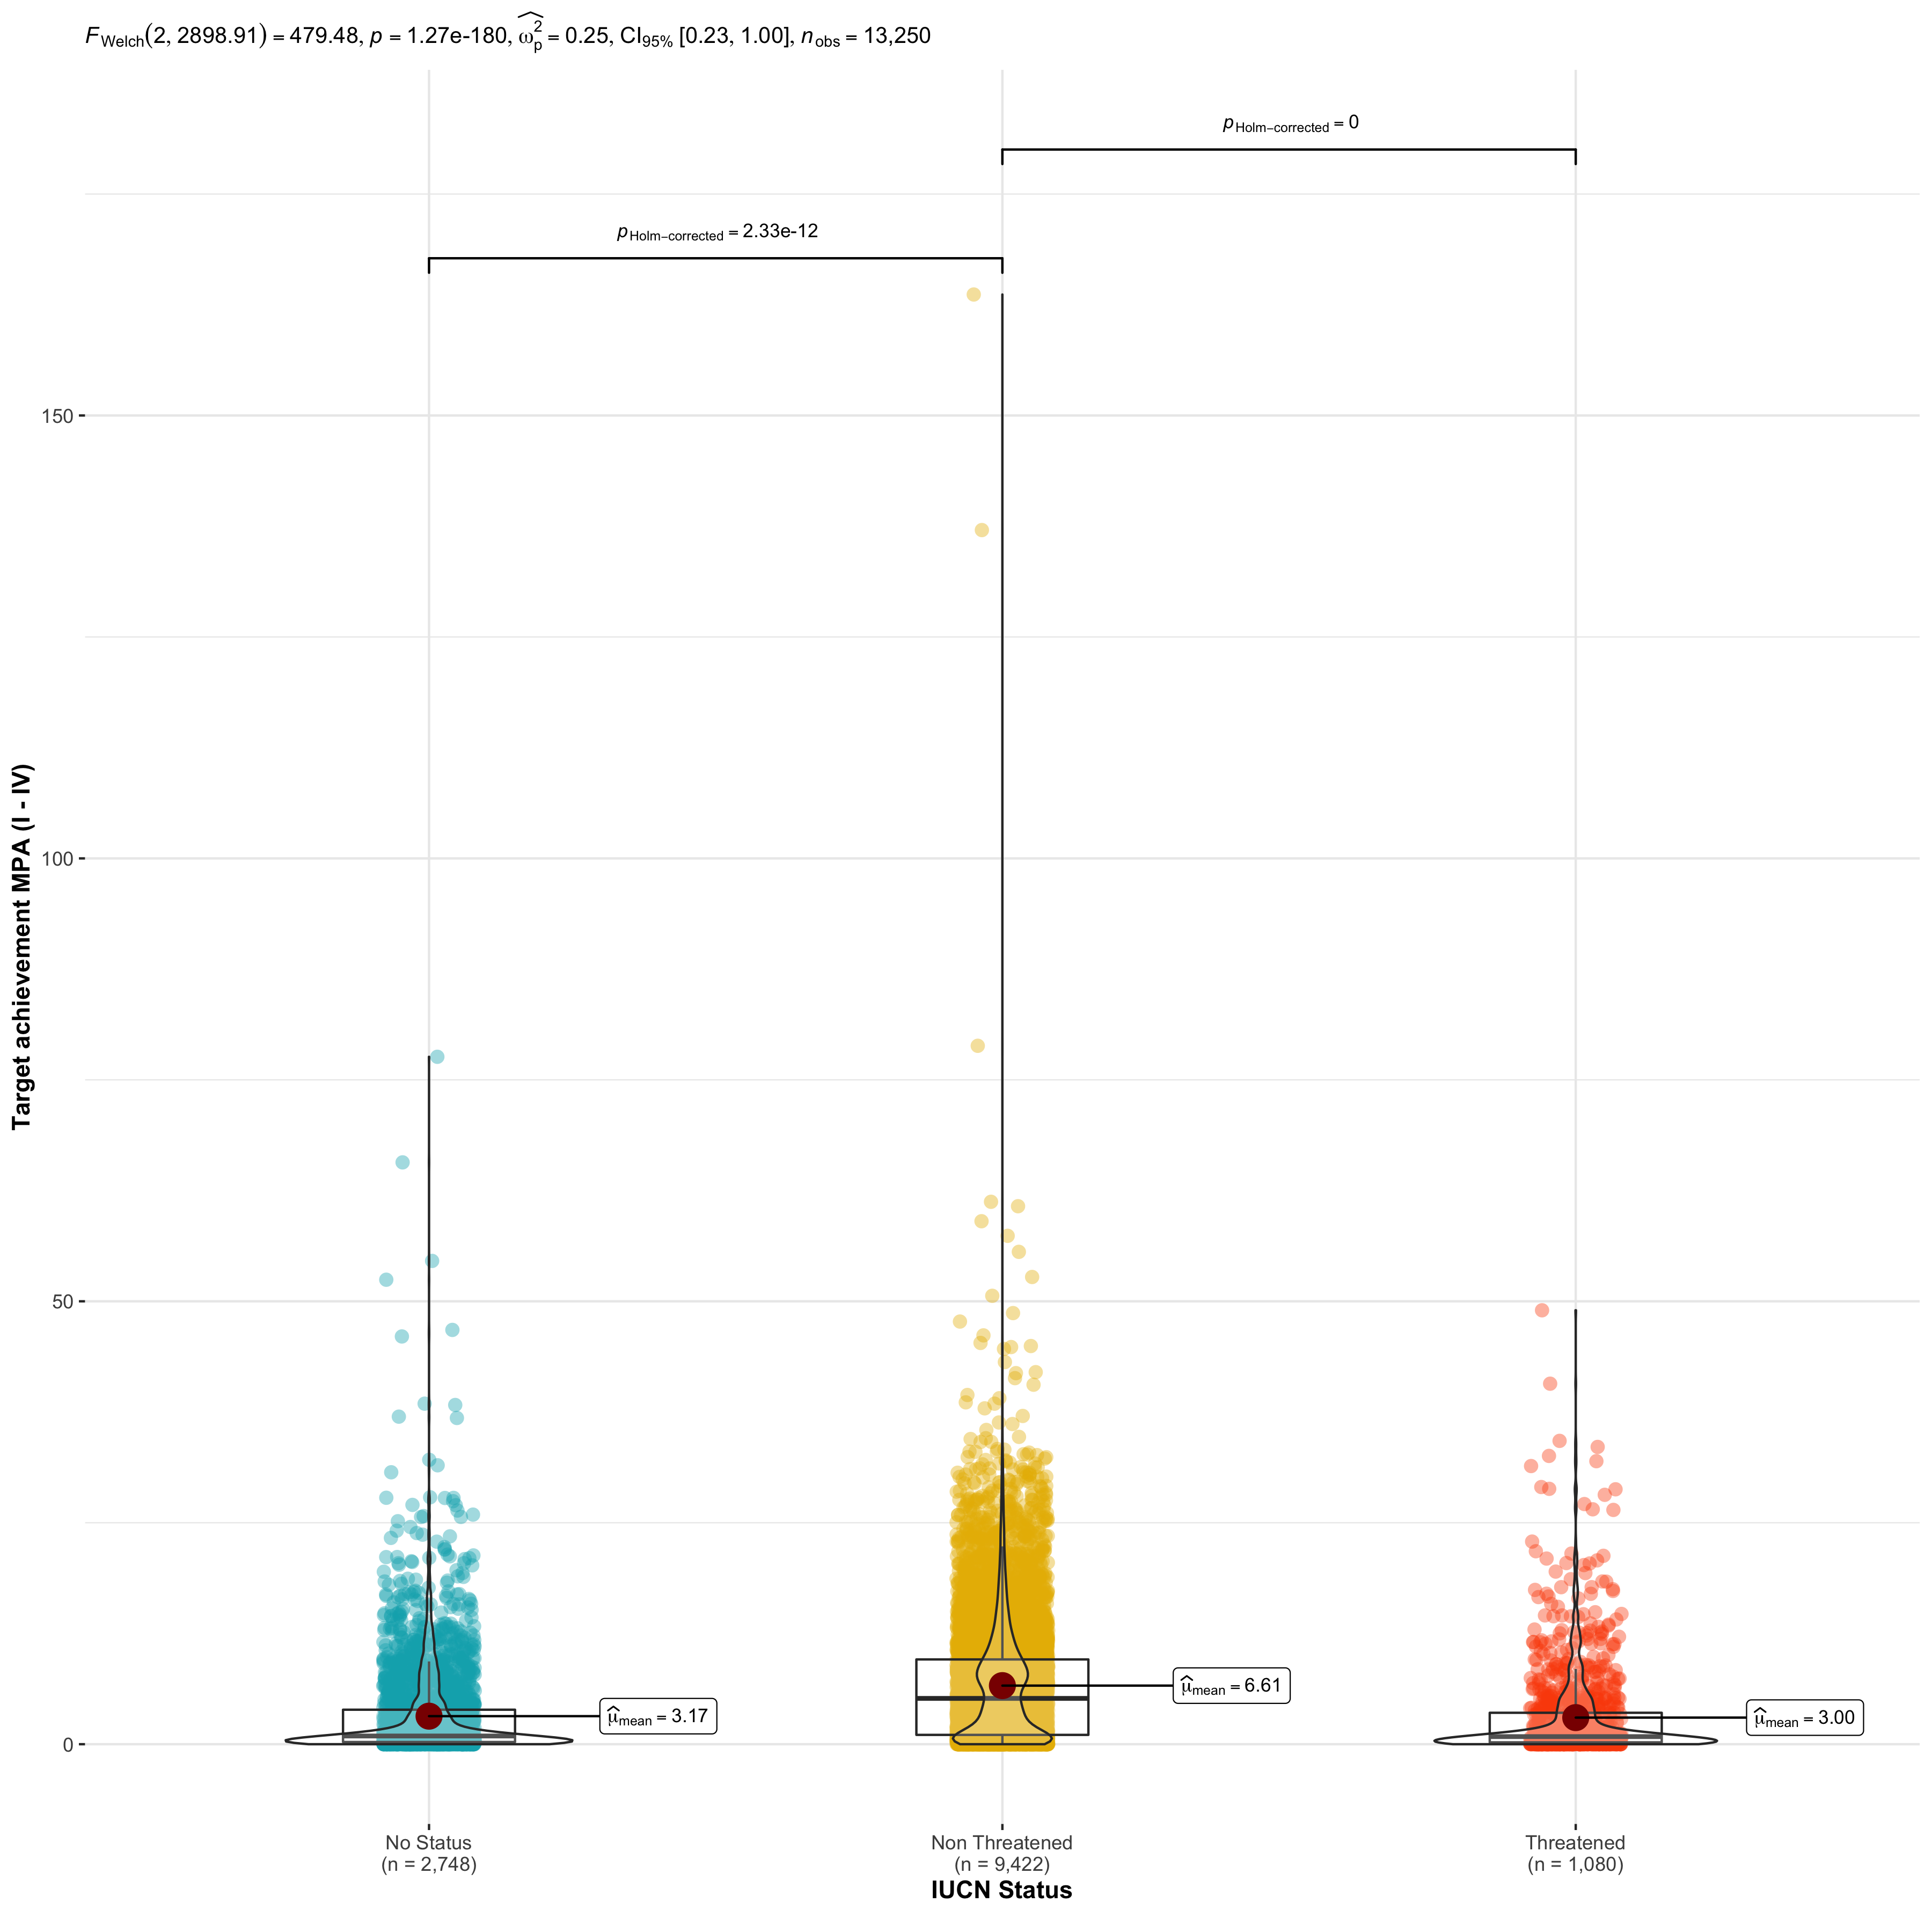 F Welch(2, 2898.91) = 479.48, p = 1.27e-180, ω̂²p = 0.25, CI95% [0.23, 1.00], nobs = 13,250
pHolm−corrected = 0
pHolm−corrected = 2.33e-12
150
100
50
0
Target achievement MPA (I - IV)
μ̂mean = 3.17
μ̂mean = 6.61
μ̂mean = 3.00
No Status
(n = 2,748)
Non Threatened
(n = 9,422)
Threatened
(n = 1,080)
IUCN Status